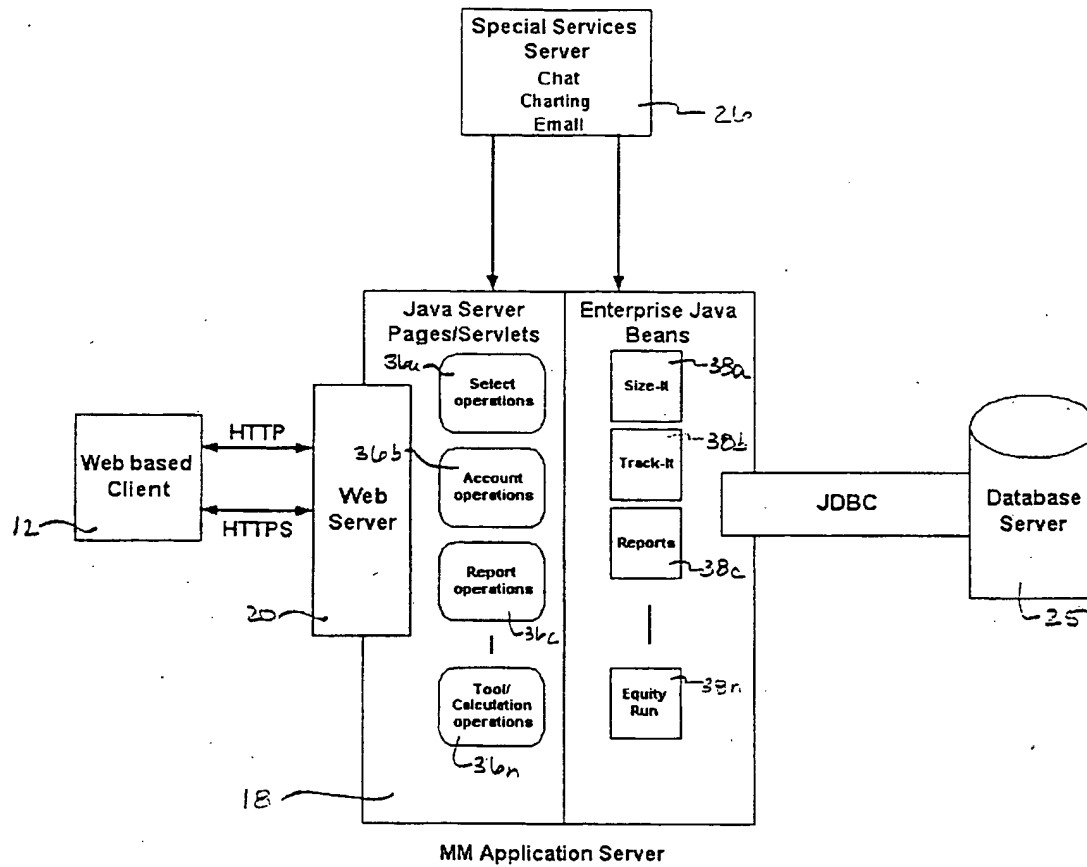 Special Services
Server
Chat
Charting
Email
26
Java Server
Pages/Servlets
Enterprise Java
Beans
36a
Select
operations
38a
Size-It
HTTP
36b
Account
operations
38b
Track-It
Web based
Client
Web
Server
JDBC
Database
Server
12
HTTPS
Report
operations
Reports
38c
20
36c
25
Tool/
Calculation
operations
Equity
Run
38n
36n
18
MM Application Server